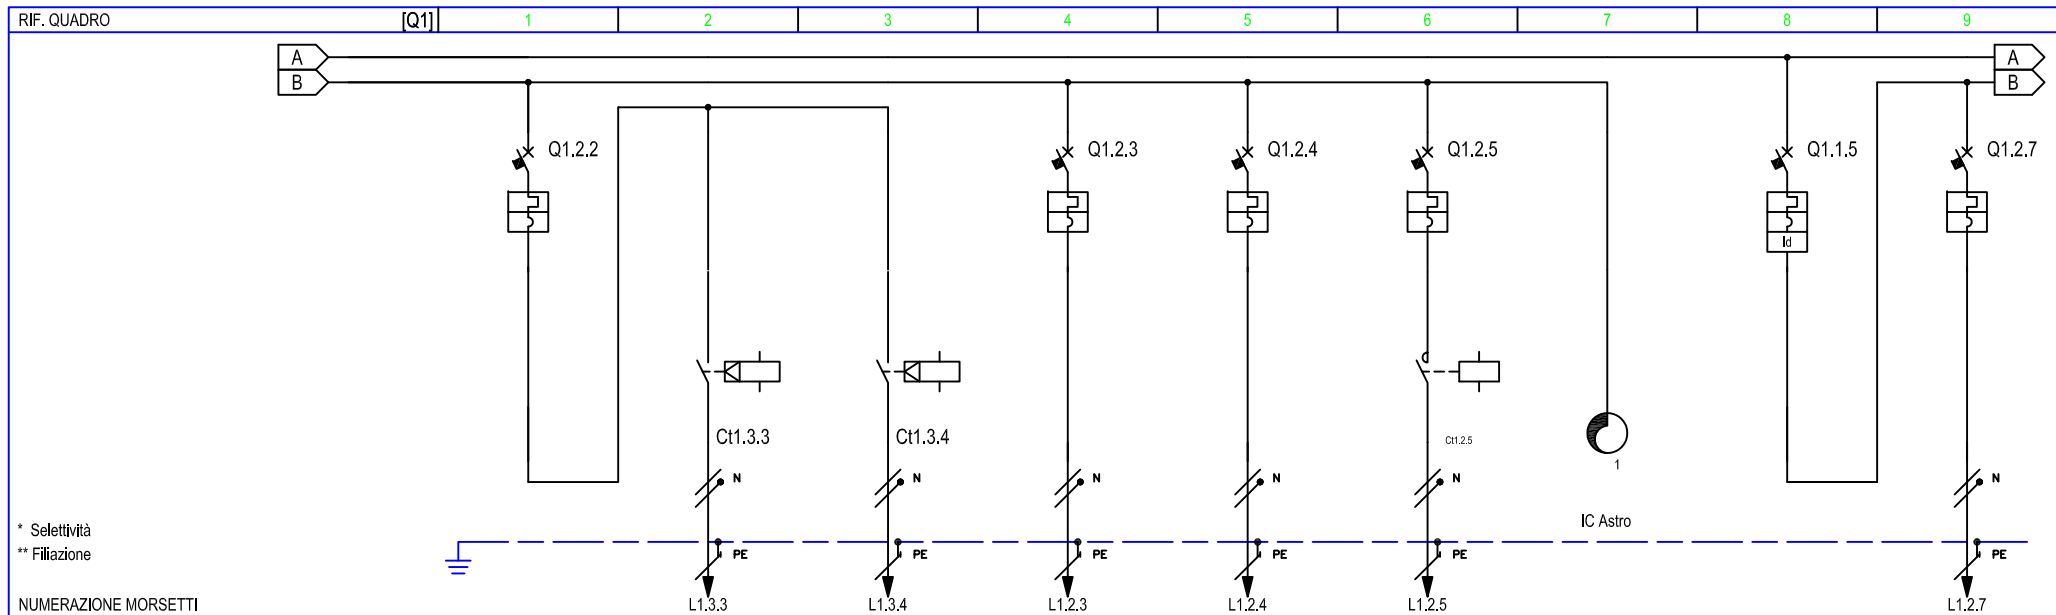 RIF. QUADRO [Q1] 1 2 3 4 5 6 7 8 9
A A
B B
Q1.2.2 Q1.2.3 Q1.2.4 Q1.2.5 Q1.1.5 Q1.2.7
Id
Ct1.3.3 Ct1.3.4 Ct1.2.5
1
N N N N N N
IC Astro
* Selettività
** Filiazione
PE PE PE PE PE PE
NUMERAZIONE MORSETTI L1.3.3 L1.3.4 L1.2.3 L1.2.4 L1.2.5 L1.2.7